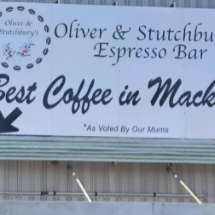 Oliver &
Stutchbury's
Oliver & Stutchbu
Espresso Bar
Best Coffee in Mack
*As Voted By Our Mums